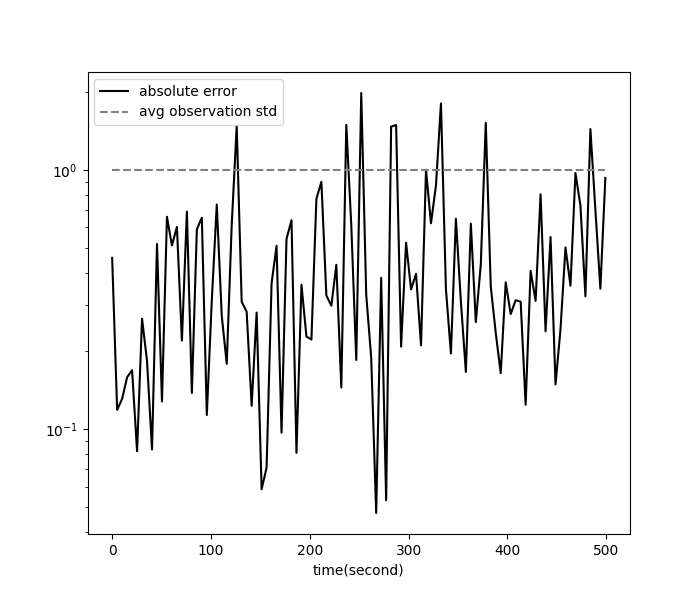 absolute error
avg observation std
10⁰
10⁻¹
0 100 200 300 400 500
time(second)